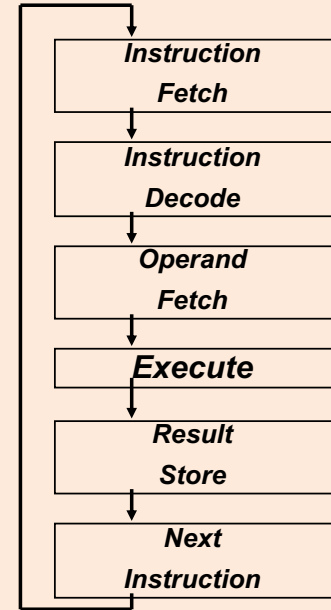 Instruction
Fetch
Instruction
Decode
Operand
Fetch
Execute
Result
Store
Next
Instruction